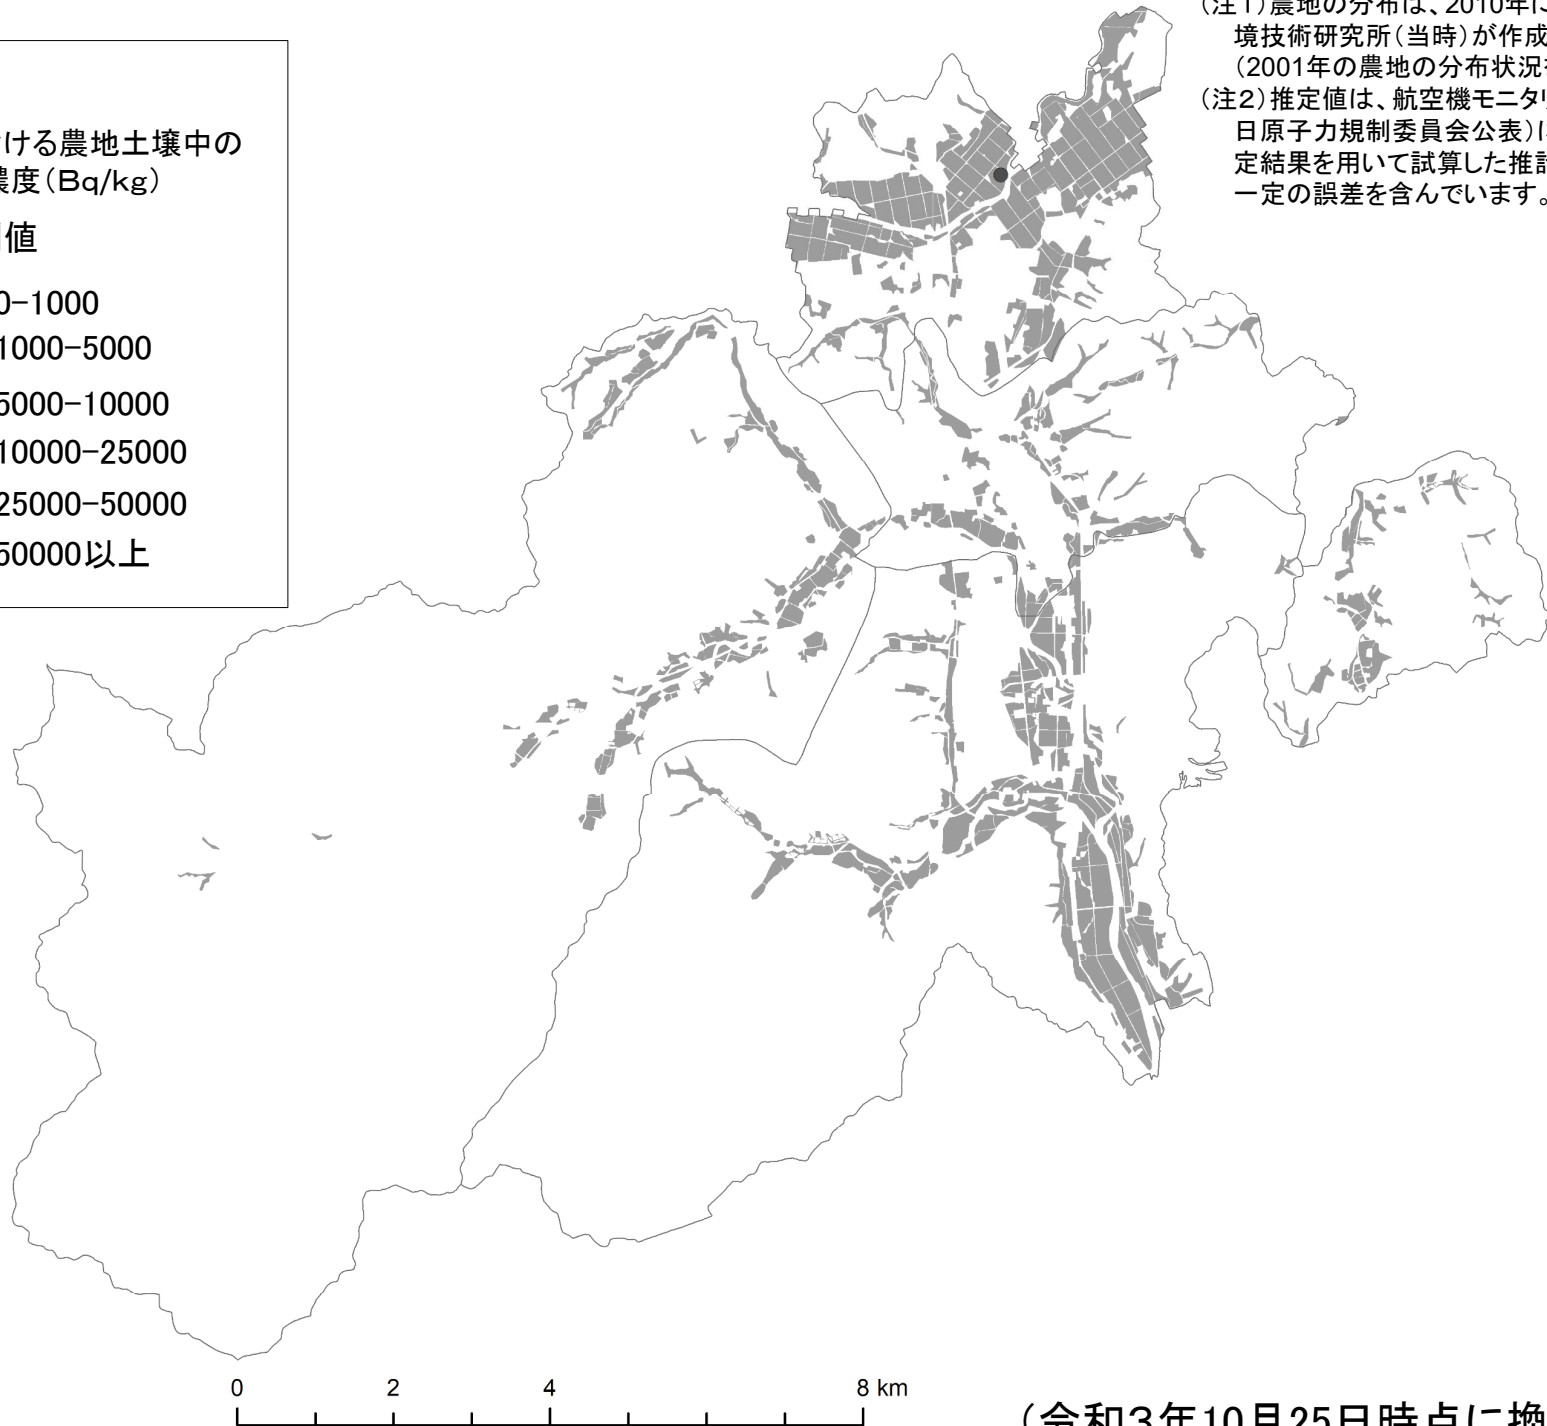 ける農地土壌中の
濃度(Bq/kg)
値
0-1000
1000-5000
5000-10000
10000-25000
25000-50000
50000以上
(注1)農地の分布は、2010年に
境技術研究所(当時)が作成
(2001年の農地の分布状況
(注2)推定値は、航空機モニタ
日原子力規制委員会公表)
定結果を用いて試算した推
一定の誤差を含んでいます。
0 2 4 8 km
(令和3年10月25日時点に換